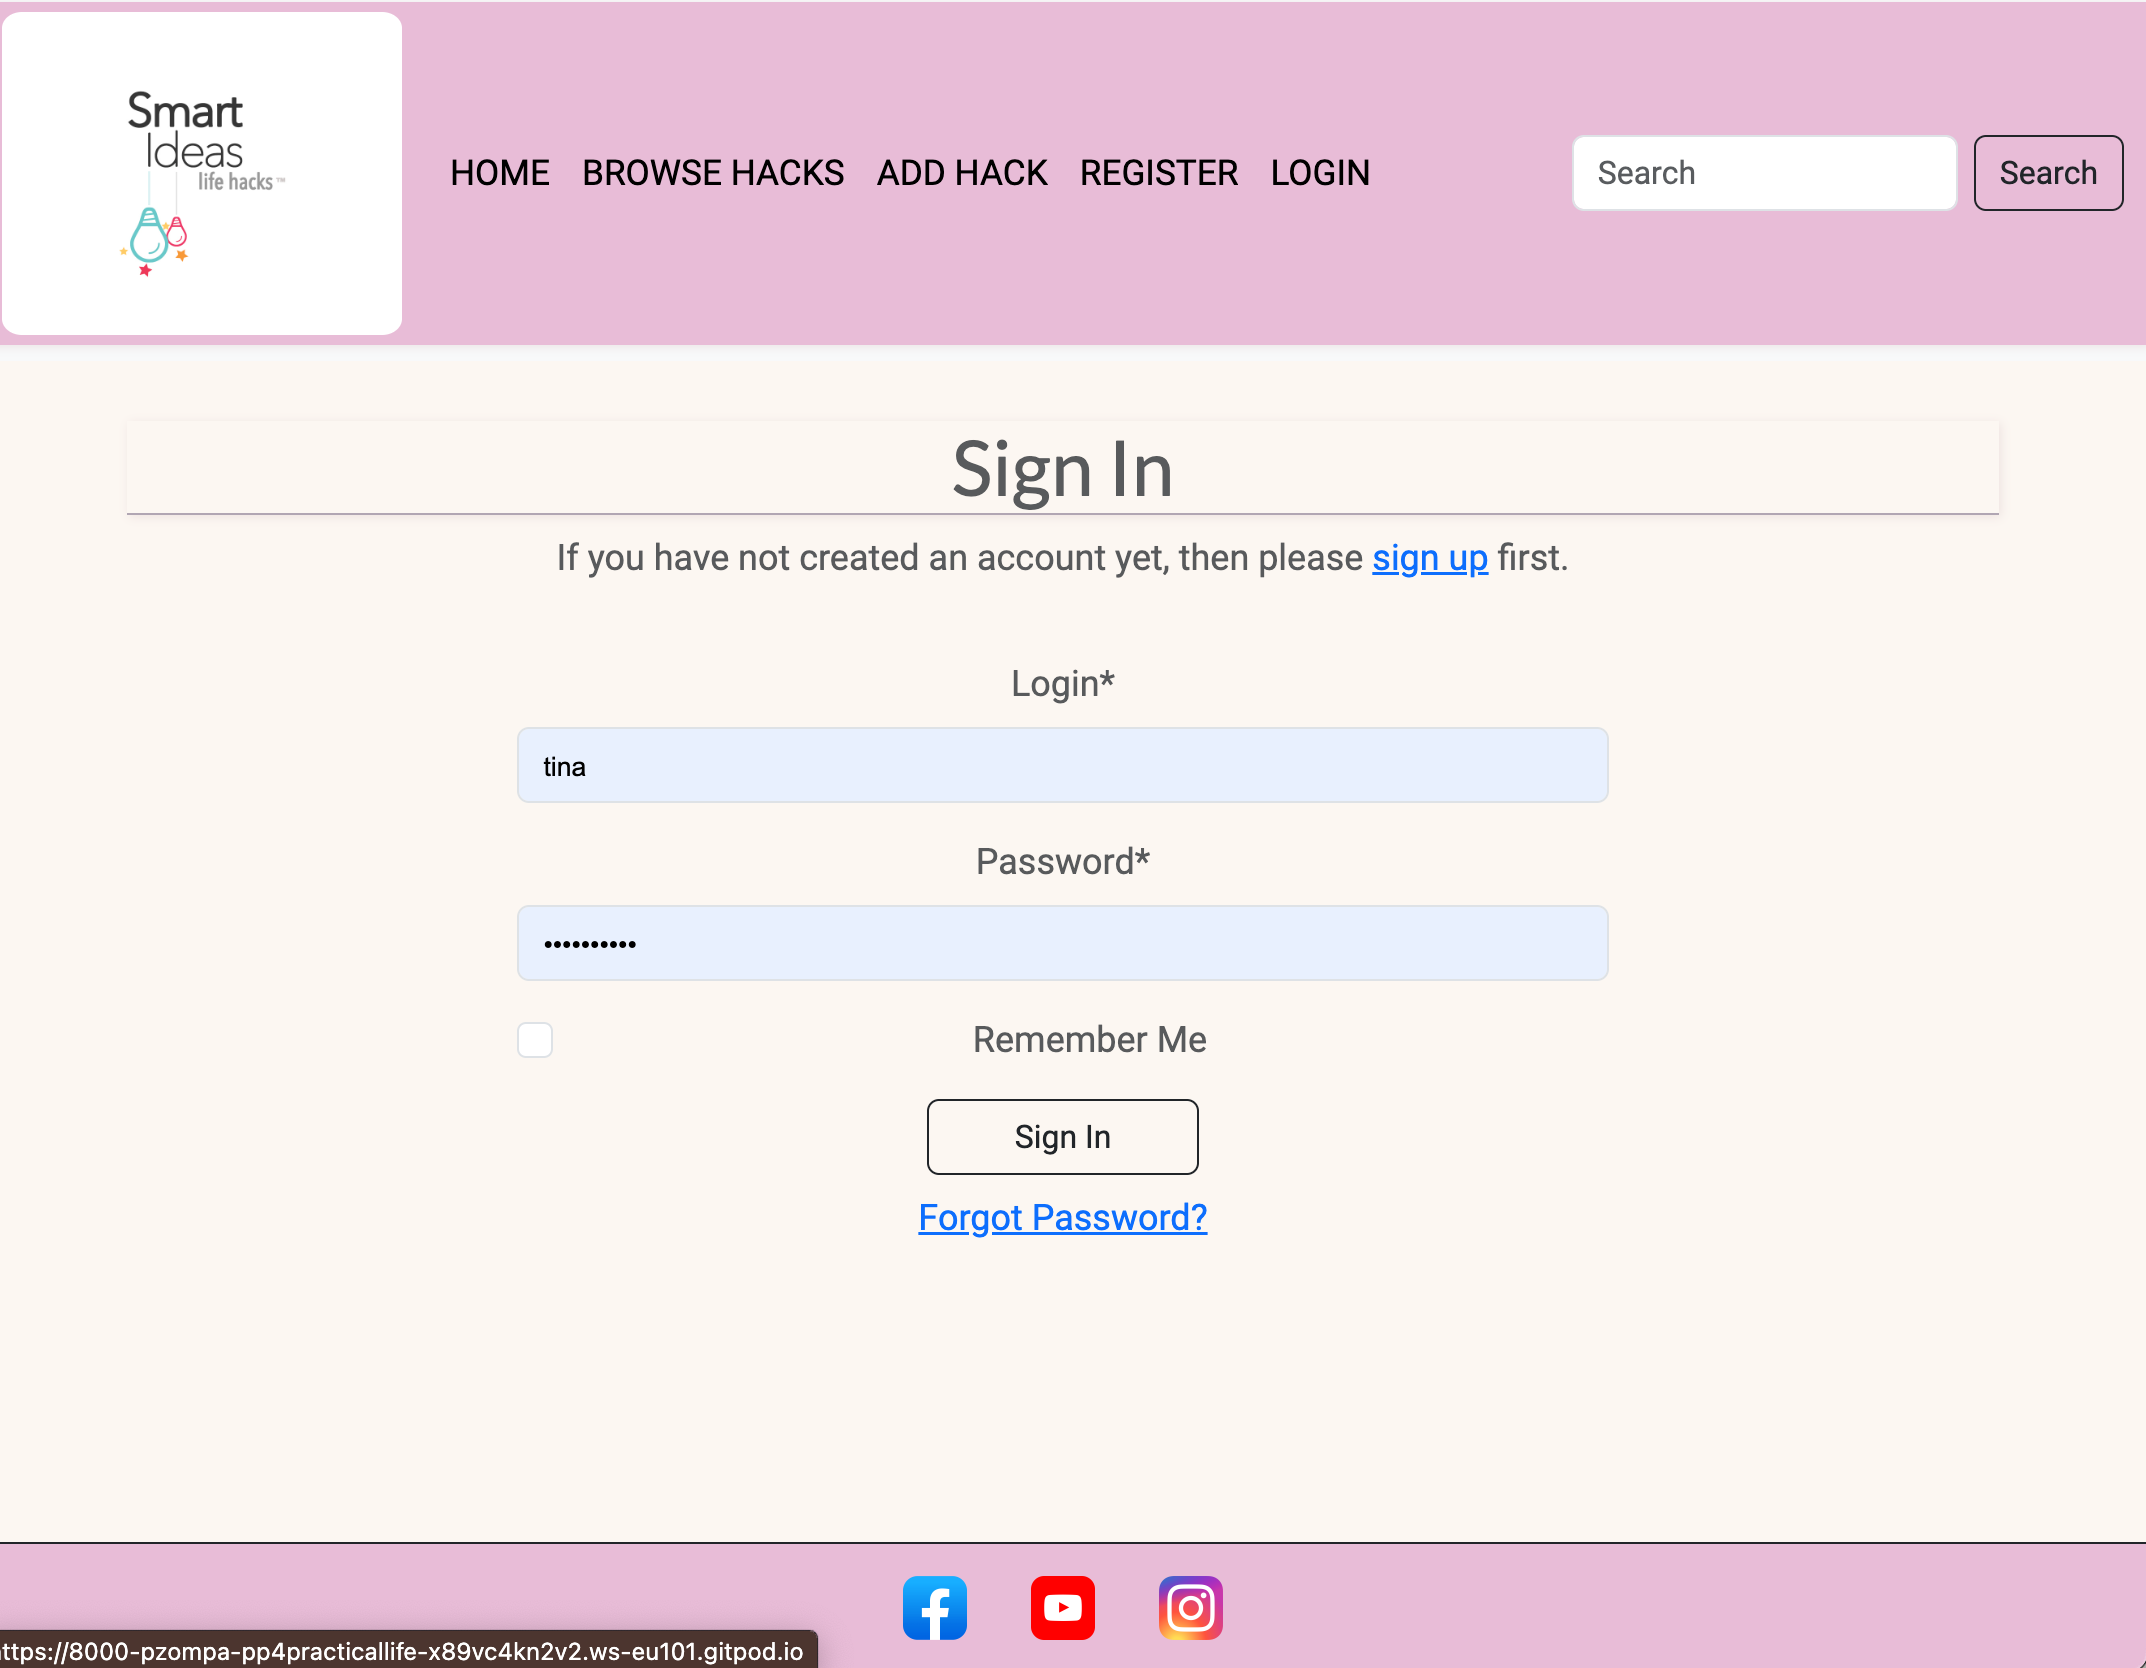 Smart
Ideas
life hacks™
HOME BROWSE HACKS ADD HACK REGISTER LOGIN
Search
Search
Sign In
If you have not created an account yet, then please sign up first.
Login*
tina
Password*
••••••••••
Remember Me
Sign In
Forgot Password?
ttps://8000-pzompa-pp4practicallife-x89vc4kn2v2.ws-eu101.gitpod.io